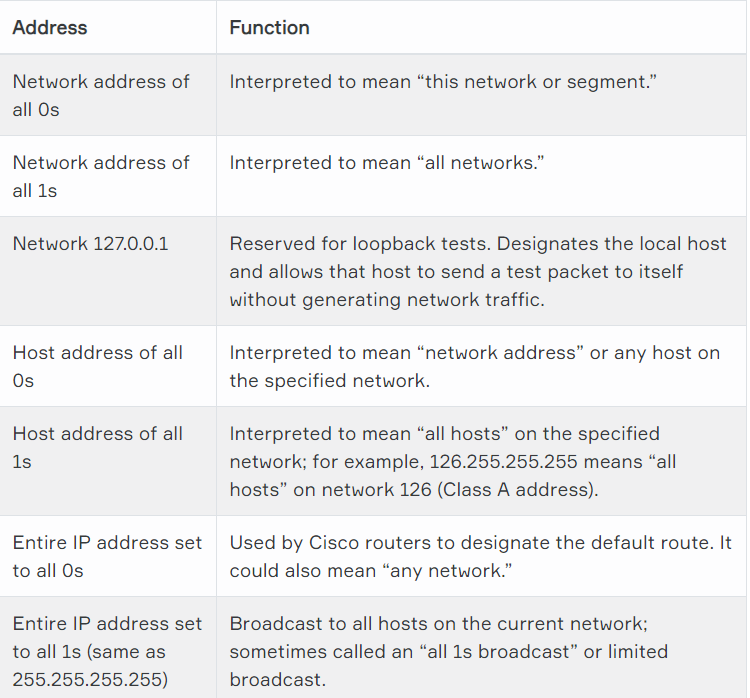 Address
Function
Network address of
all 0s
Interpreted to mean “this network or segment.”
Network address of
all 1s
Interpreted to mean “all networks.”
Network 127.0.0.1
Reserved for loopback tests. Designates the local host
and allows that host to send a test packet to itself
without generating network traffic.
Host address of all
0s
Interpreted to mean “network address” or any host on
the specified network.
Host address of all
1s
Interpreted to mean “all hosts” on the specified
network; for example, 126.255.255.255 means “all
hosts” on network 126 (Class A address).
Entire IP address set
to all 0s
Used by Cisco routers to designate the default route. It
could also mean “any network.”
Entire IP address set
to all 1s (same as
255.255.255.255)
Broadcast to all hosts on the current network;
sometimes called an “all 1s broadcast” or limited
broadcast.